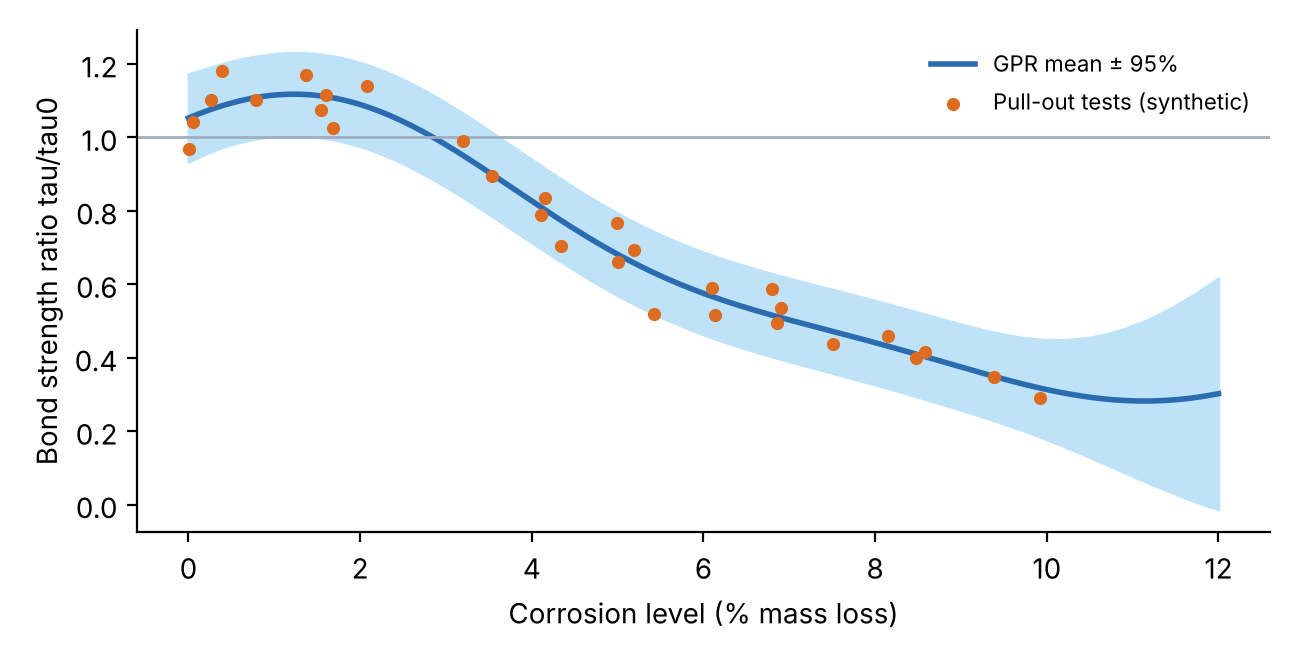 GPR mean ± 95%
Pull-out tests (synthetic)
Bond strength ratio tau/tau0
1.2
1.0
0.8
0.6
0.4
0.2
0.0
0 2 4 6 8 10 12
Corrosion level (% mass loss)